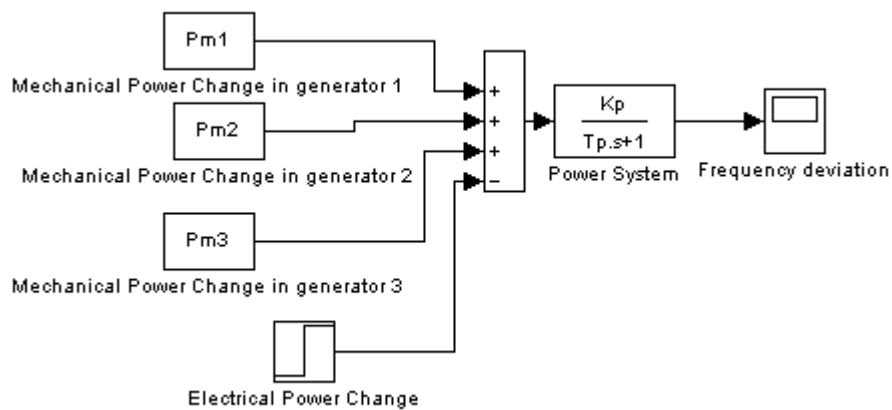 Pm1
Mechanical Power Change in generator 1
Pm2
Mechanical Power Change in generator 2
Pm3
Mechanical Power Change in generator 3
Electrical Power Change
+
+
+
−
Kp
Tp.s+1
Power System
Frequency deviation